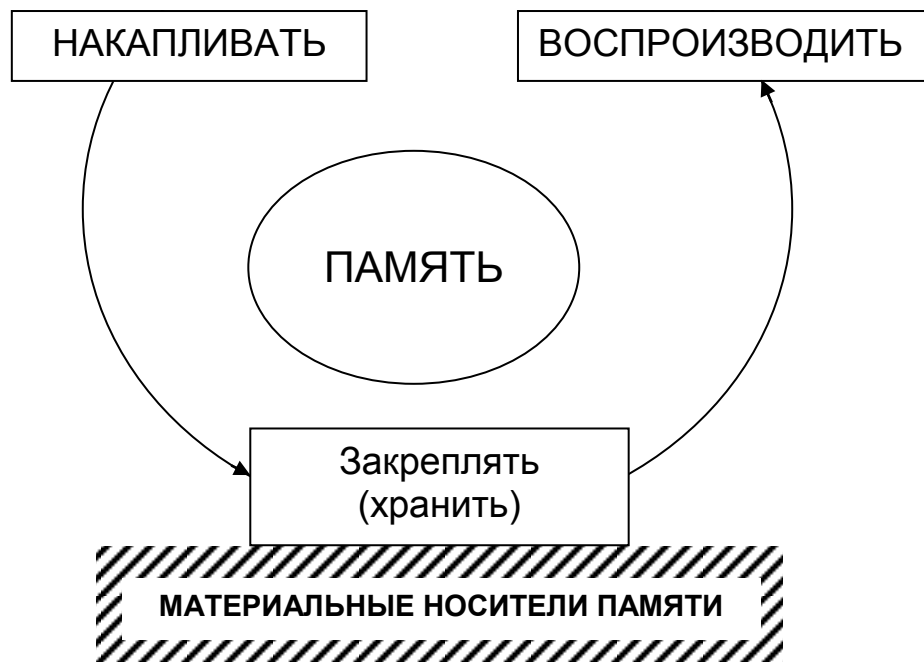 НАКАПЛИВАТЬ
ВОСПРОИЗВОДИТЬ
ПАМЯТЬ
Закреплять
(хранить)
МАТЕРИАЛЬНЫЕ НОСИТЕЛИ ПАМЯТИ